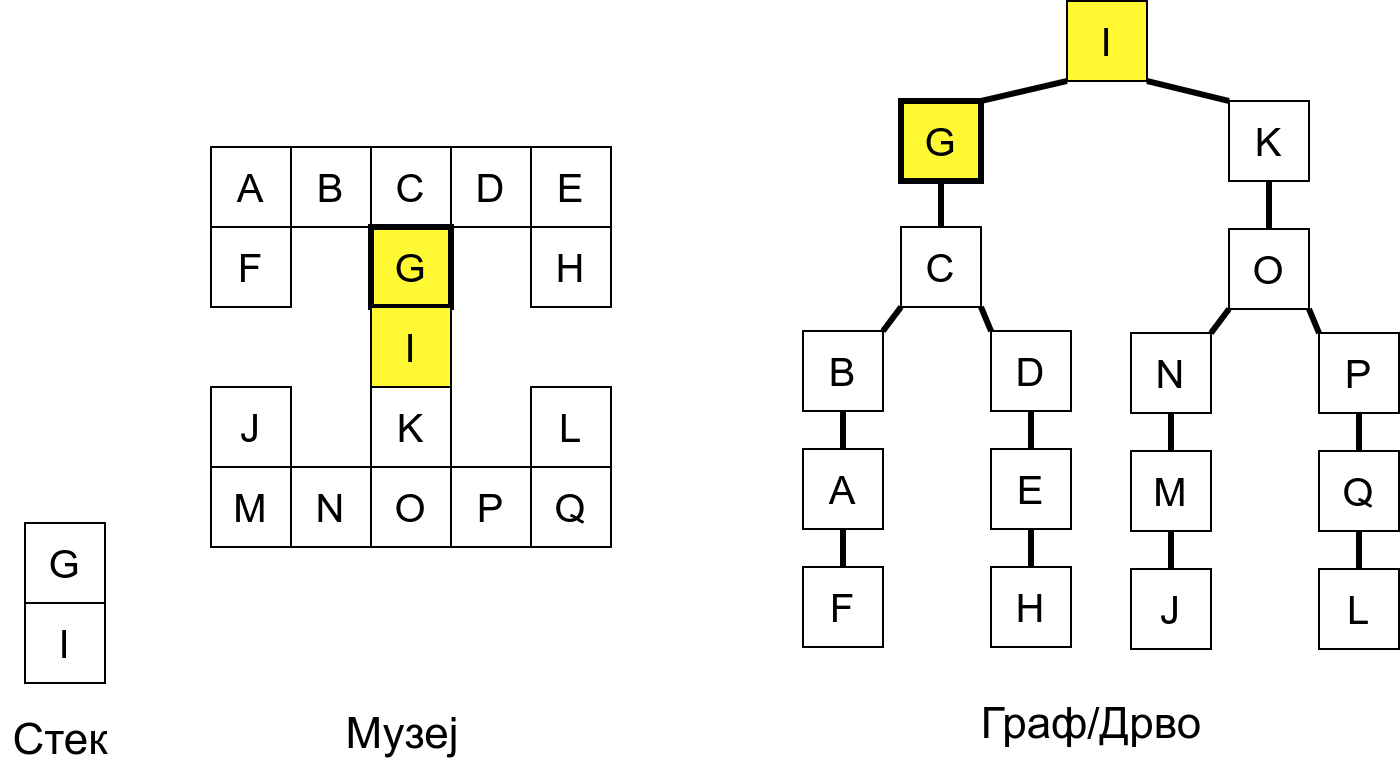 I
G K
A B C D E
F G H
C O
I
B D N P
J K L
A E M Q
M N O P Q
G
F H J L
I
Стек
Музеј
Граф/Дрво